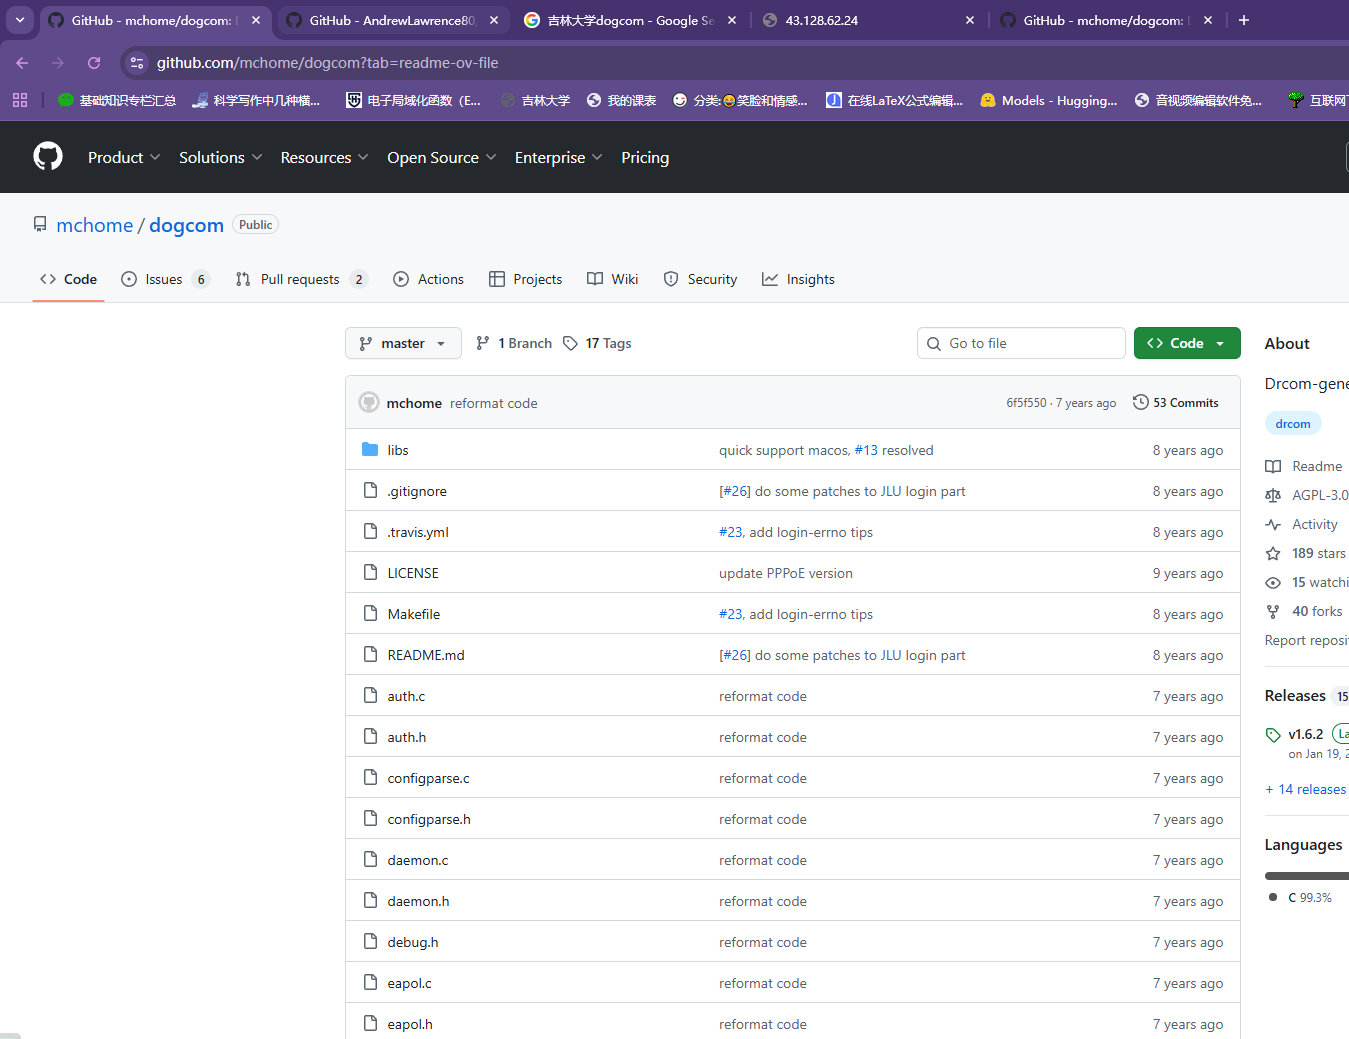 GitHub - mchome/dogcom: D
GitHub - AndrewLawrence80
吉林大学dogcom - Google Se
43.128.62.24
GitHub - mchome/dogcom: D
github.com/mchome/dogcom?tab=readme-ov-file
基础知识专栏汇总
科学写作中几种横...
电子局域化函数（E...
吉林大学
我的课表
分类:😄笑脸和情感...
在线LaTeX公式编辑...
Models - Hugging...
音视频编辑软件免...
互联网
Product
Solutions
Resources
Open Source
Enterprise
Pricing
mchome / dogcom Public
Code
Issues 6
Pull requests 2
Actions
Projects
Wiki
Security
Insights
master
1 Branch
17 Tags
Go to file
Code
mchome reformat code 6f5f550 · 7 years ago 53 Commits
libs quick support macos, #13 resolved 8 years ago
.gitignore [#26] do some patches to JLU login part 8 years ago
.travis.yml #23, add login-errno tips 8 years ago
LICENSE update PPPoE version 9 years ago
Makefile #23, add login-errno tips 8 years ago
README.md [#26] do some patches to JLU login part 8 years ago
auth.c reformat code 7 years ago
auth.h reformat code 7 years ago
configparse.c reformat code 7 years ago
configparse.h reformat code 7 years ago
daemon.c reformat code 7 years ago
daemon.h reformat code 7 years ago
debug.h reformat code 7 years ago
eapol.c reformat code 7 years ago
eapol.h reformat code 7 years ago
About
Drcom-gene
drcom
Readme
AGPL-3.0
Activity
189 stars
15 watchi
40 forks
Report reposi
Releases 15
v1.6.2 La
on Jan 19, 2
+ 14 releases
Languages
C 99.3%